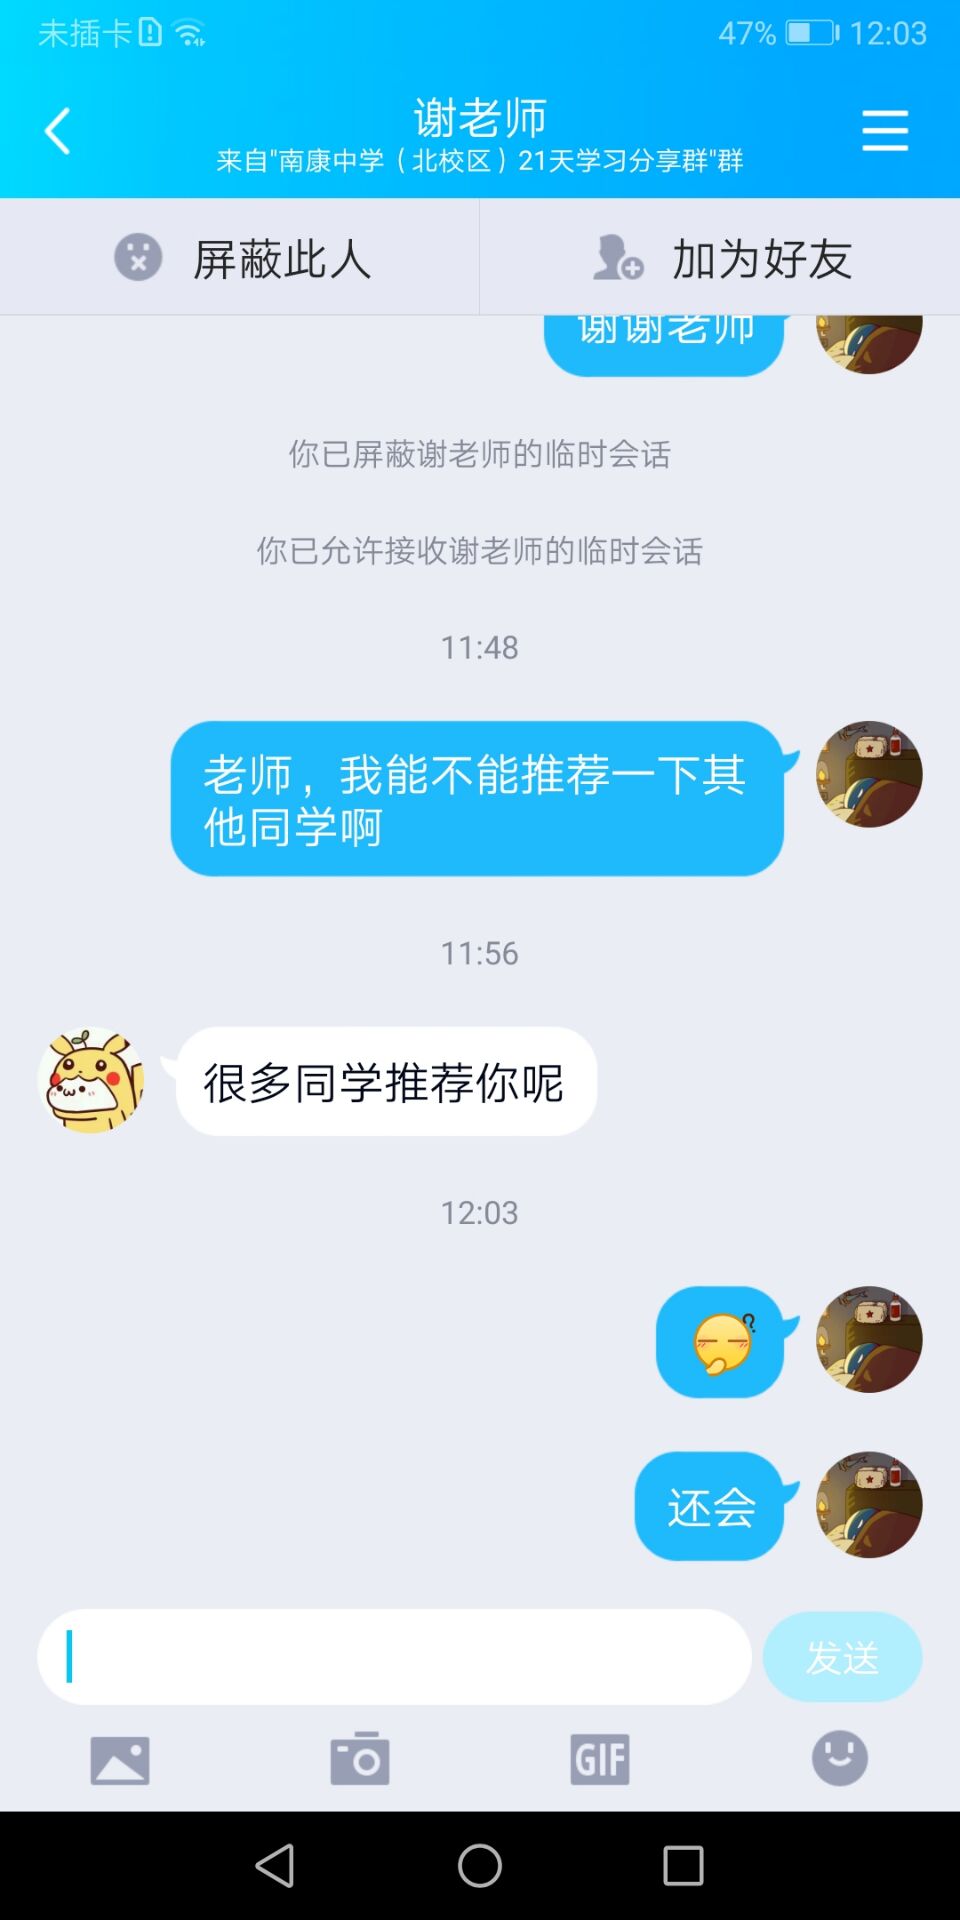 未插卡 47% 12:03
谢老师
来自"南康中学（北校区）21天学习分享群"群
屏蔽此人 加为好友
谢谢老师
你已屏蔽谢老师的临时会话
你已允许接收谢老师的临时会话
11:48
老师，我能不能推荐一下其
他同学啊
11:56
很多同学推荐你呢
12:03
还会
发送
GIF